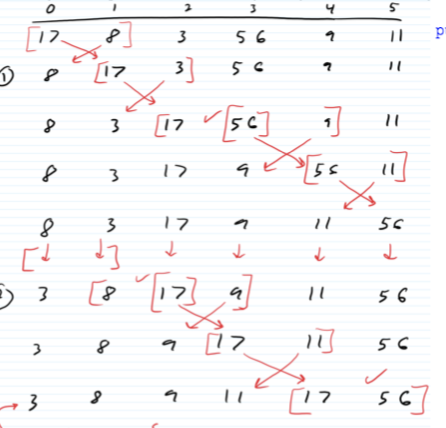 0 1 2 3 4 5
[17 8] 3 56 9 11
① 8 [17 3] 56 9 11
8 3 [17 ✓ [56] 9] 11
8 3 17 9 [56 11]
8 3 17 9 11 56
[↓ ↓] ↓ ↓ ↓ ↓
3 [8 ✓ [17] 9] 11 56
3 8 9 [17 11] 56
3 8 9 11 [17 ✓ 56]